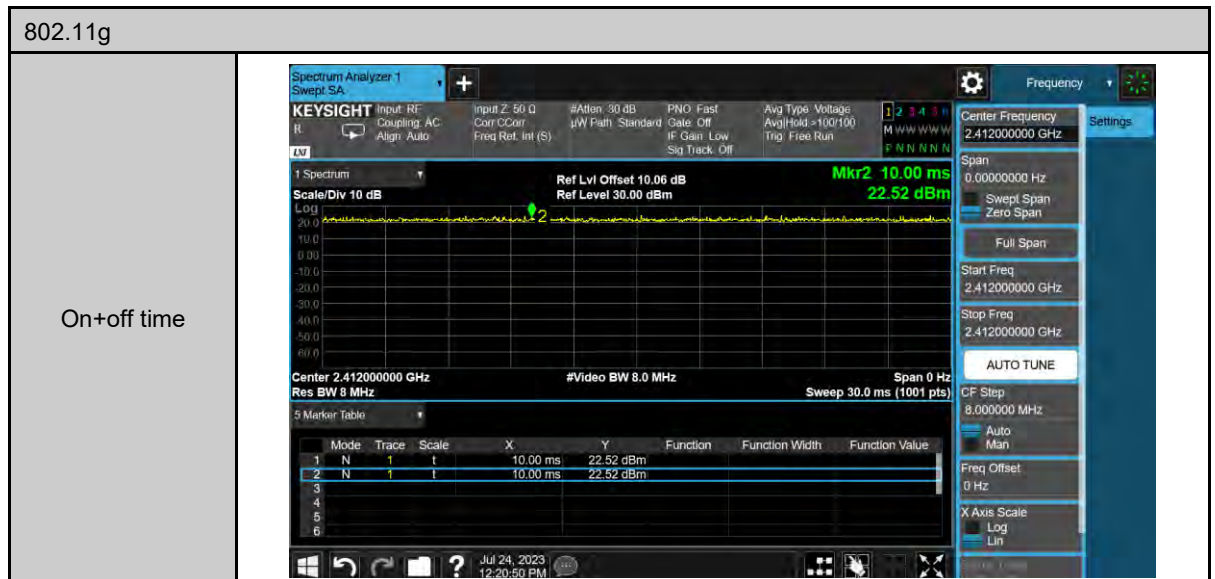 802.11g
On+off time
Spectrum Analyzer 1
Swept SA
Frequency
KEYSIGHT
R
Input: RF
Coupling: AC
Align: Auto
Input Z: 50 Ω
Corr CCorr
Freq Ref: Int (S)
#Atten: 30 dB
µW Path: Standard
PNO: Fast
Gate: Off
IF Gain: Low
Sig Track: Off
Avg Type: Voltage
Avg|Hold:>100/100
Trig: Free Run
1 2 3 4 5 6
M W W W W W
P N N N N N
LXI
1 Spectrum
Scale/Div 10 dB
Ref Lvl Offset 10.06 dB
Ref Level 30.00 dBm
Mkr2 10.00 ms
22.52 dBm
Log
20.0
10.0
0.00
-10.0
-20.0
-30.0
-40.0
-50.0
-60.0
2
Center 2.412000000 GHz
Res BW 8 MHz
#Video BW 8.0 MHz
Span 0 Hz
Sweep 30.0 ms (1001 pts)
5 Marker Table
Mode Trace Scale X Y Function Function Width Function Value
1 N 1 t 10.00 ms 22.52 dBm
2 N 1 t 10.00 ms 22.52 dBm
3
4
5
6
Jul 24, 2023
12:20:50 PM
Center Frequency
2.412000000 GHz
Settings
Span
0.00000000 Hz
Swept Span
Zero Span
Full Span
Start Freq
2.412000000 GHz
Stop Freq
2.412000000 GHz
AUTO TUNE
CF Step
8.000000 MHz
Auto
Man
Freq Offset
0 Hz
X Axis Scale
Log
Lin